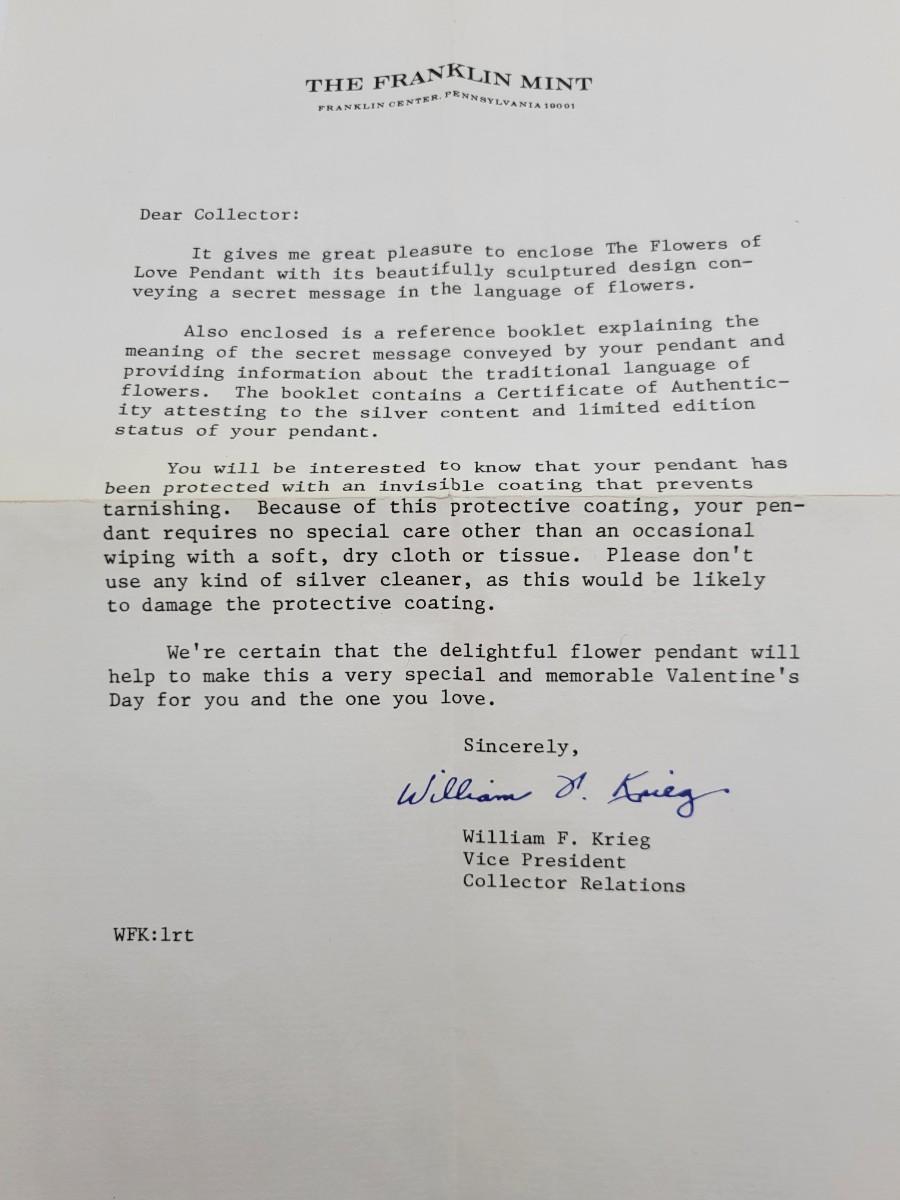 THE FRANKLIN MINT
FRANKLIN CENTER, PENNSYLVANIA 19091
Dear Collector:
It gives me great pleasure to enclose The Flowers of
Love Pendant with its beautifully sculptured design con-
veying a secret message in the language of flowers.
Also enclosed is a reference booklet explaining the
meaning of the secret message conveyed by your pendant and
providing information about the traditional language of
flowers. The booklet contains a Certificate of Authentic-
ity attesting to the silver content and limited edition
status of your pendant.
You will be interested to know that your pendant has
been protected with an invisible coating that prevents
tarnishing. Because of this protective coating, your pen-
dant requires no special care other than an occasional
wiping with a soft, dry cloth or tissue. Please don't
use any kind of silver cleaner, as this would be likely
to damage the protective coating.
We're certain that the delightful flower pendant will
help to make this a very special and memorable Valentine's
Day for you and the one you love.
Sincerely,
William F. Krieg
William F. Krieg
Vice President
Collector Relations
WFK:lrt